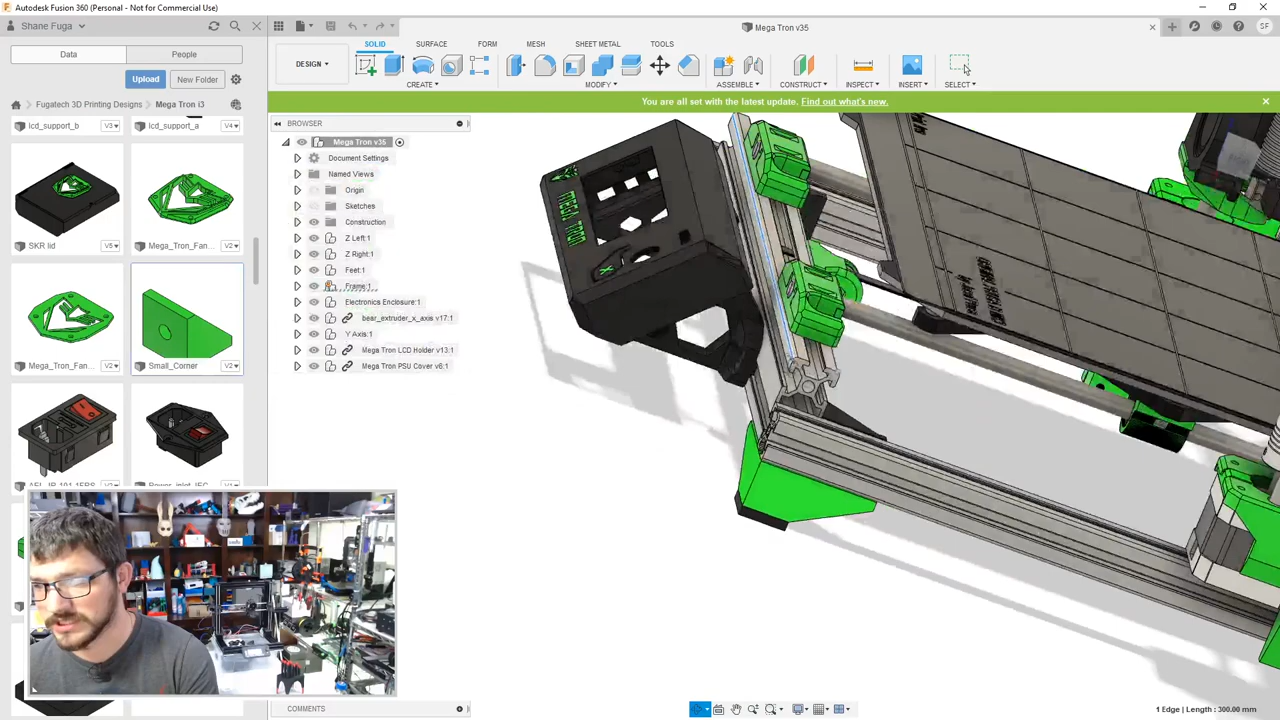 Autodesk Fusion 360 (Personal - Not for Commercial Use)
Shane Fuga
Mega Tron v35
SF
Data People
DESIGN
SOLID SURFACE FORM MESH SHEET METAL TOOLS
Upload New Folder
CREATE MODIFY ASSEMBLE CONSTRUCT INSPECT INSERT SELECT
Fugatech 3D Printing Designs Mega Tron i3
You are all set with the latest update. Find out what's new.
lcd_support_b V3 lcd_support_a V4
BROWSER
Mega Tron v35
Document Settings
Named Views
Origin
Sketches
Construction
Z Left:1
Z Right:1
Feet:1
Frame:1
Electronics Enclosure:1
bear_extruder_x_axis v17:1
Y Axis:1
Mega Tron LCD Holder v13:1
Mega Tron PSU Cover v6:1
SKR lid V5 Mega_Tron_Fan... V2
Mega_Tron_Fan... V2 Small_Corner V2
MEGA TRON
COMMENTS
1 Edge | Length : 300.00 mm